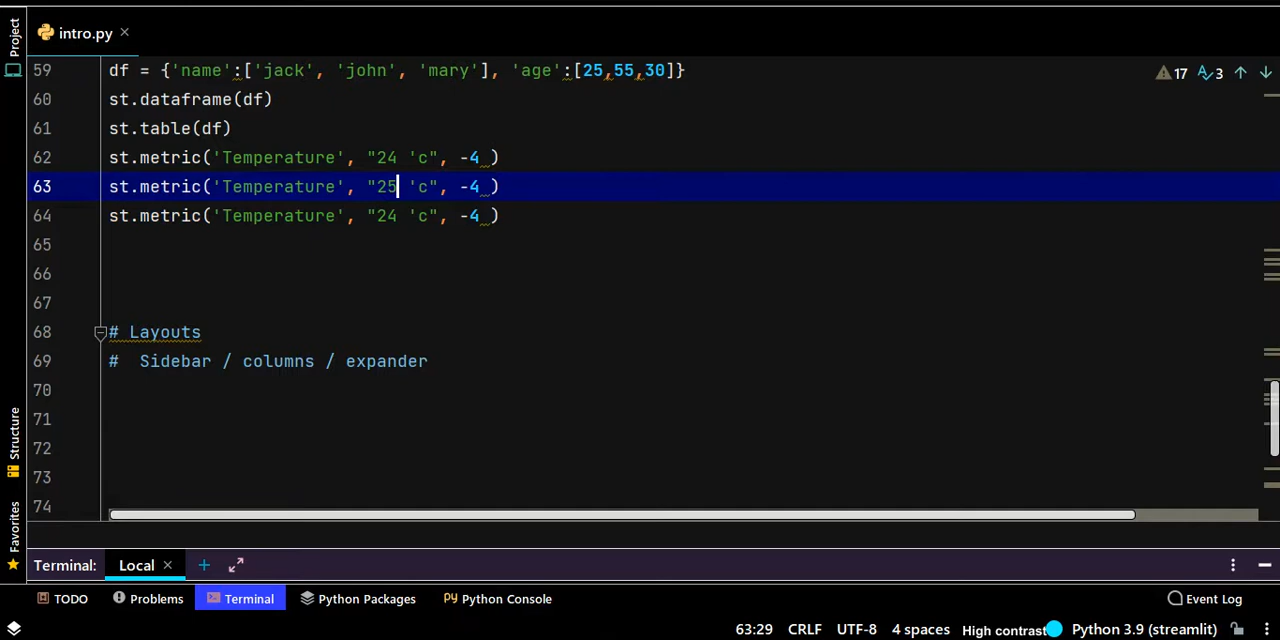 Project
intro.py
59 df = {'name':['jack', 'john', 'mary'], 'age':[25,55,30]}
17 3
60 st.dataframe(df)
61 st.table(df)
62 st.metric('Temperature', "24 'c", -4 )
63 st.metric('Temperature', "25 'c", -4 )
64 st.metric('Temperature', "24 'c", -4 )
65
66
67
68 # Layouts
69 #  Sidebar / columns / expander
70
71
72
73
74
Structure
Favorites
Terminal: Local
TODO Problems Terminal Python Packages Python Console Event Log
63:29 CRLF UTF-8 4 spaces High contrast Python 3.9 (streamlit)